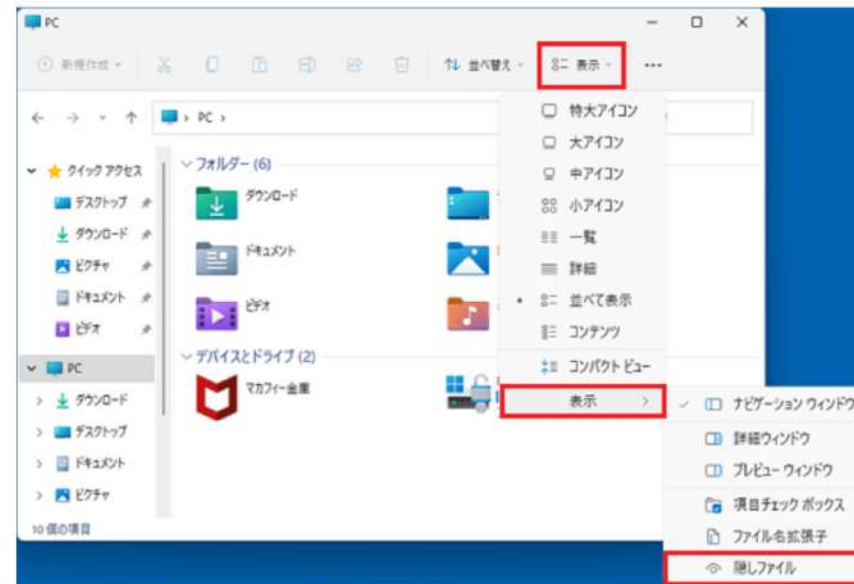 PC
新規作成
並べ替え
表示
PC
クイック アクセス
デスクトップ
ダウンロード
ピクチャ
ドキュメント
ビデオ
PC
ダウンロード
デスクトップ
ドキュメント
ピクチャ
10 個の項目
フォルダー (6)
ダウンロード
ドキュメント
ビデオ
デバイスとドライブ (2)
マカフィー金庫
特大アイコン
大アイコン
中アイコン
小アイコン
一覧
詳細
並べて表示
コンテンツ
コンパクト ビュー
表示
ナビゲーション ウィンドウ
詳細ウィンドウ
プレビュー ウィンドウ
項目チェック ボックス
ファイル名拡張子
隠しファイル